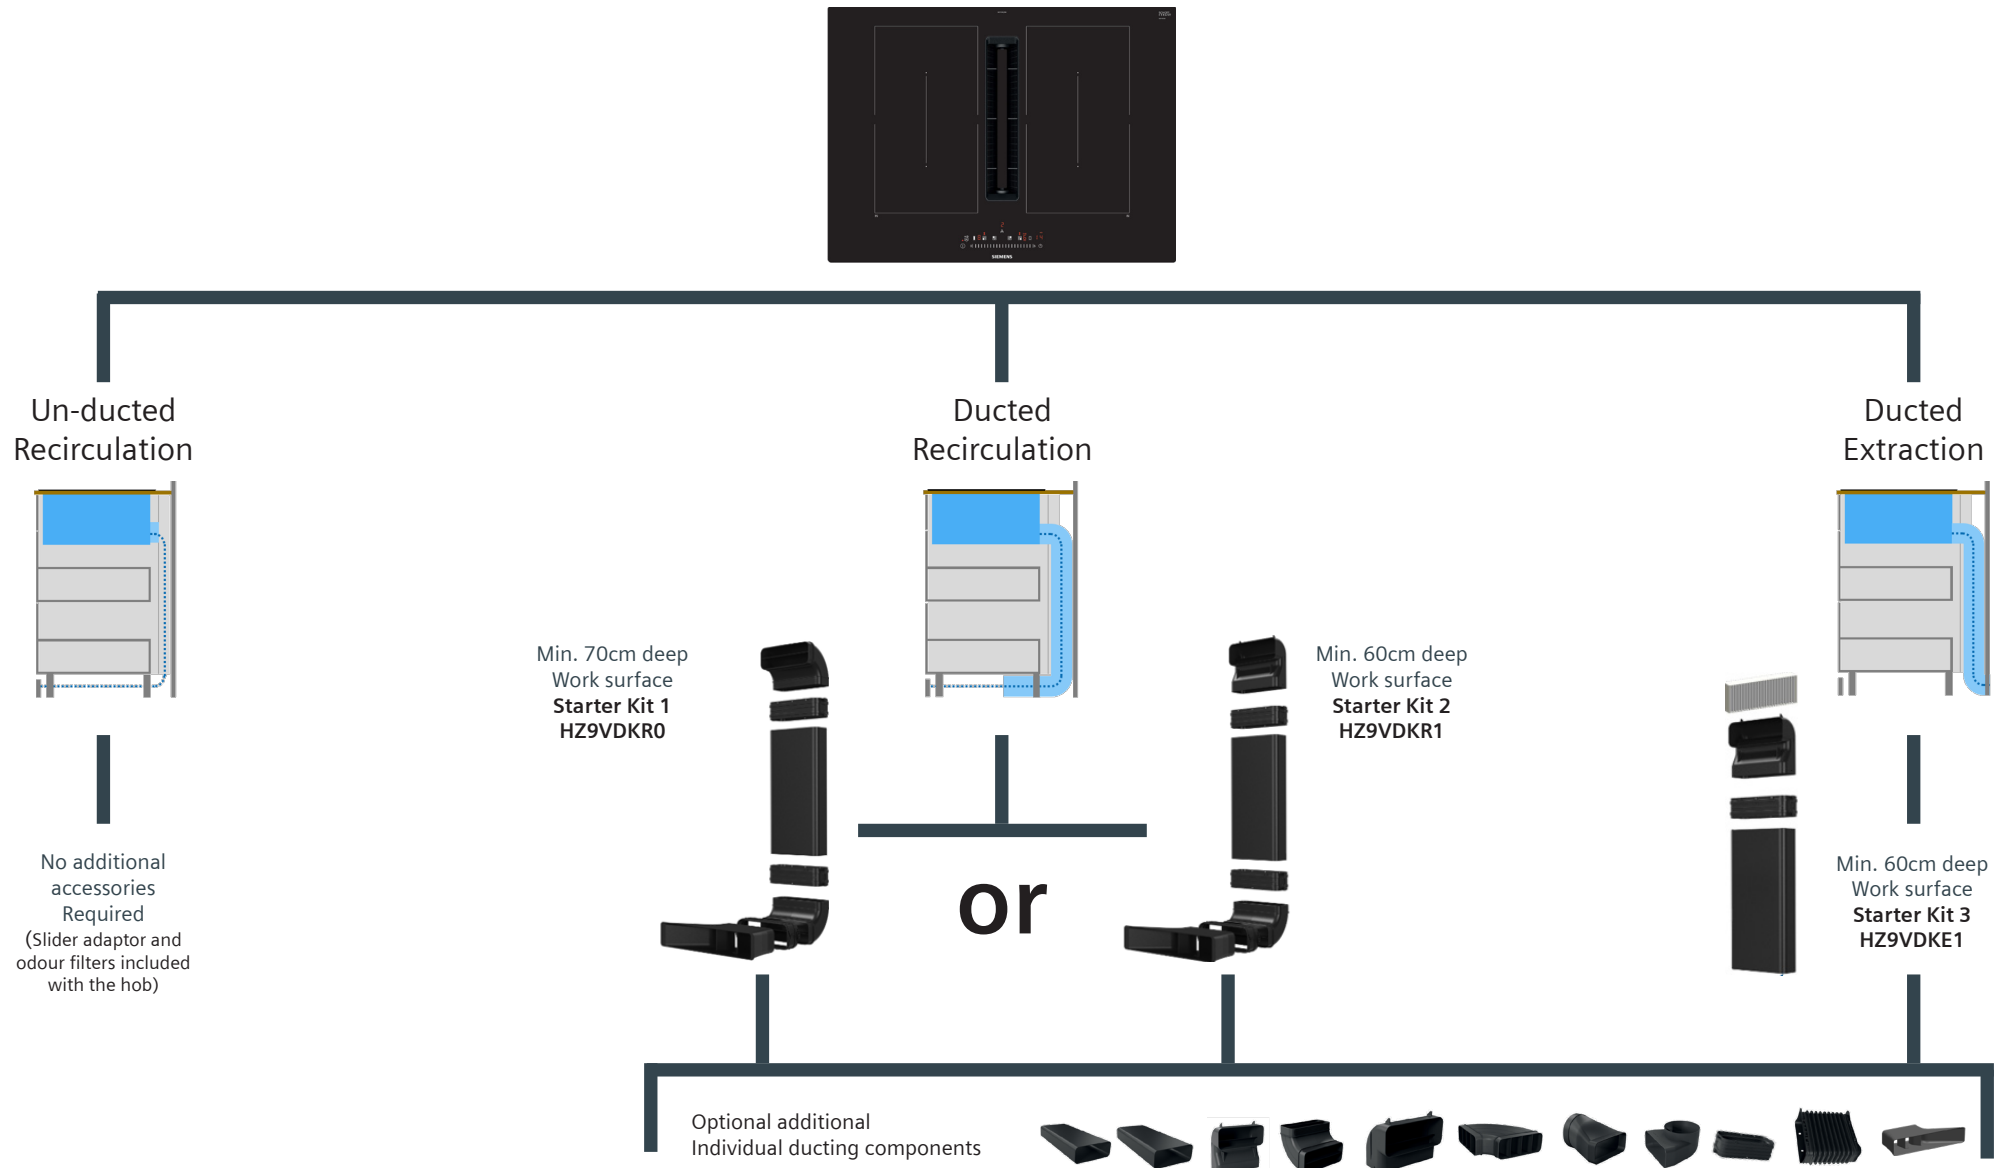 SIEMENS
Un-ducted
Recirculation
Ducted
Recirculation
Ducted
Extraction
Min. 70cm deep
Work surface
Starter Kit 1
HZ9VDKR0
Min. 60cm deep
Work surface
Starter Kit 2
HZ9VDKR1
No additional
accessories
Required
(Slider adaptor and
odour filters included
with the hob)
or
Min. 60cm deep
Work surface
Starter Kit 3
HZ9VDKE1
Optional additional
Individual ducting components